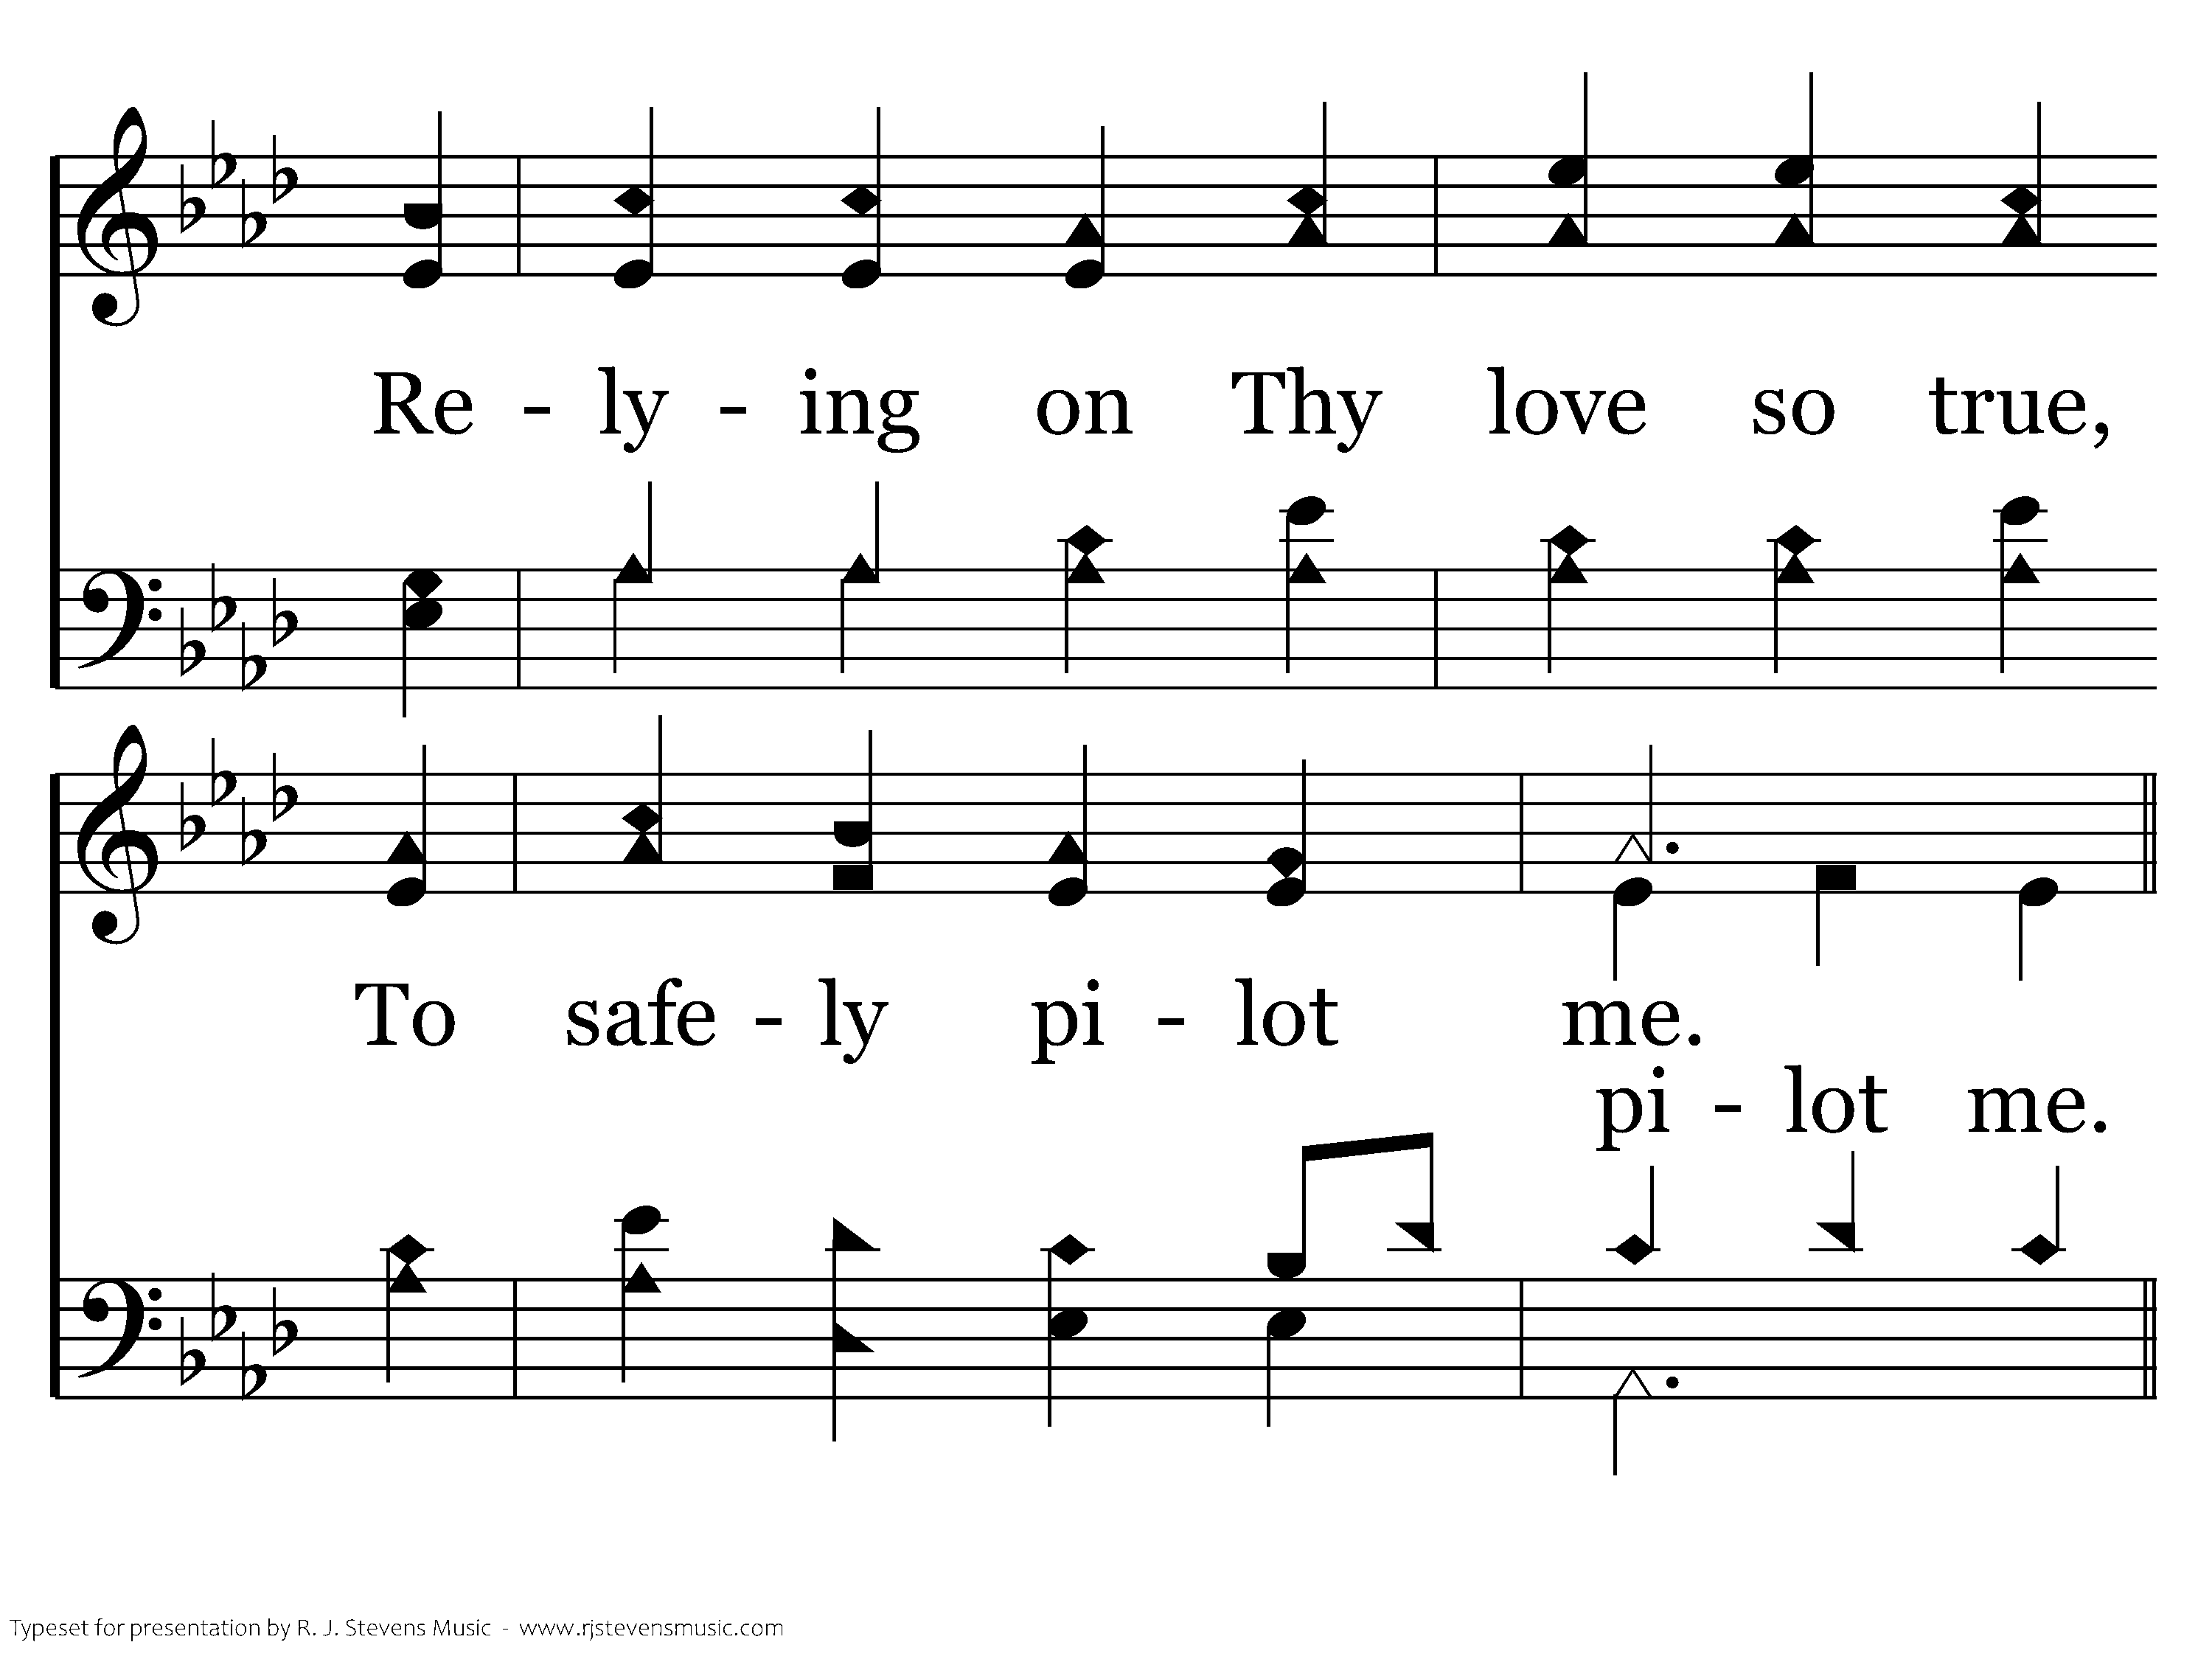 Re - ly - ing on Thy love so true,
To safe - ly pi - lot me.
pi - lot me.
Typeset for presentation by R. J. Stevens Music - www.rjstevensmusic.com